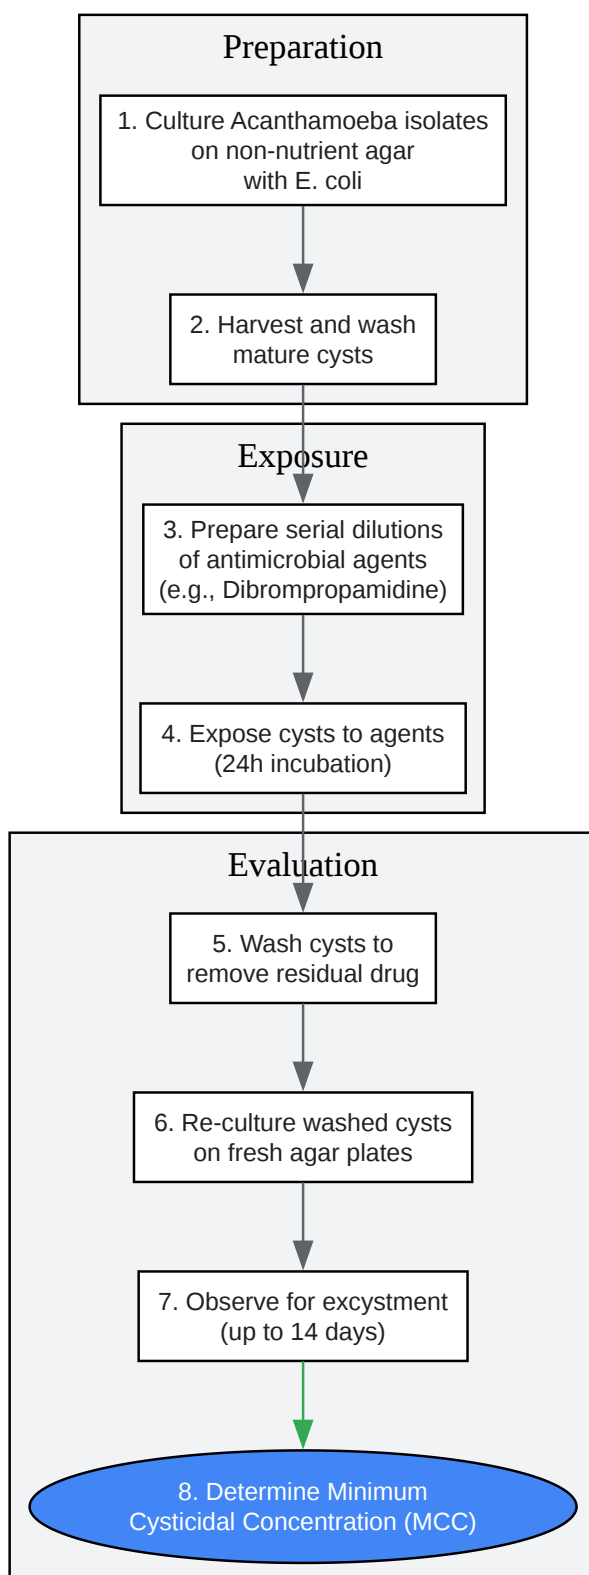 Preparation
1. Culture Acanthamoeba isolates
on non-nutrient agar
with E. coli
2. Harvest and wash
mature cysts
Exposure
3. Prepare serial dilutions
of antimicrobial agents
(e.g., Dibrompropamidine)
4. Expose cysts to agents
(24h incubation)
Evaluation
5. Wash cysts to
remove residual drug
6. Re-culture washed cysts
on fresh agar plates
7. Observe for excystment
(up to 14 days)
8. Determine Minimum
Cysticidal Concentration (MCC)